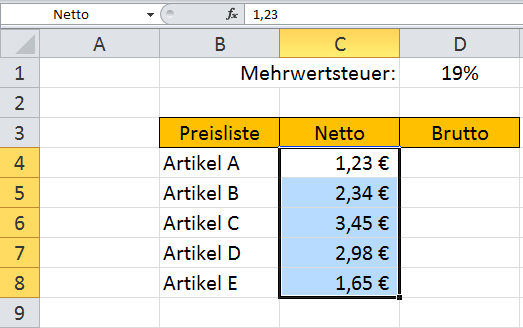 Netto fx 1,23
A B C D
1 Mehrwertsteuer: 19%
2
3 Preisliste Netto Brutto
4 Artikel A 1,23 €
5 Artikel B 2,34 €
6 Artikel C 3,45 €
7 Artikel D 2,98 €
8 Artikel E 1,65 €
9